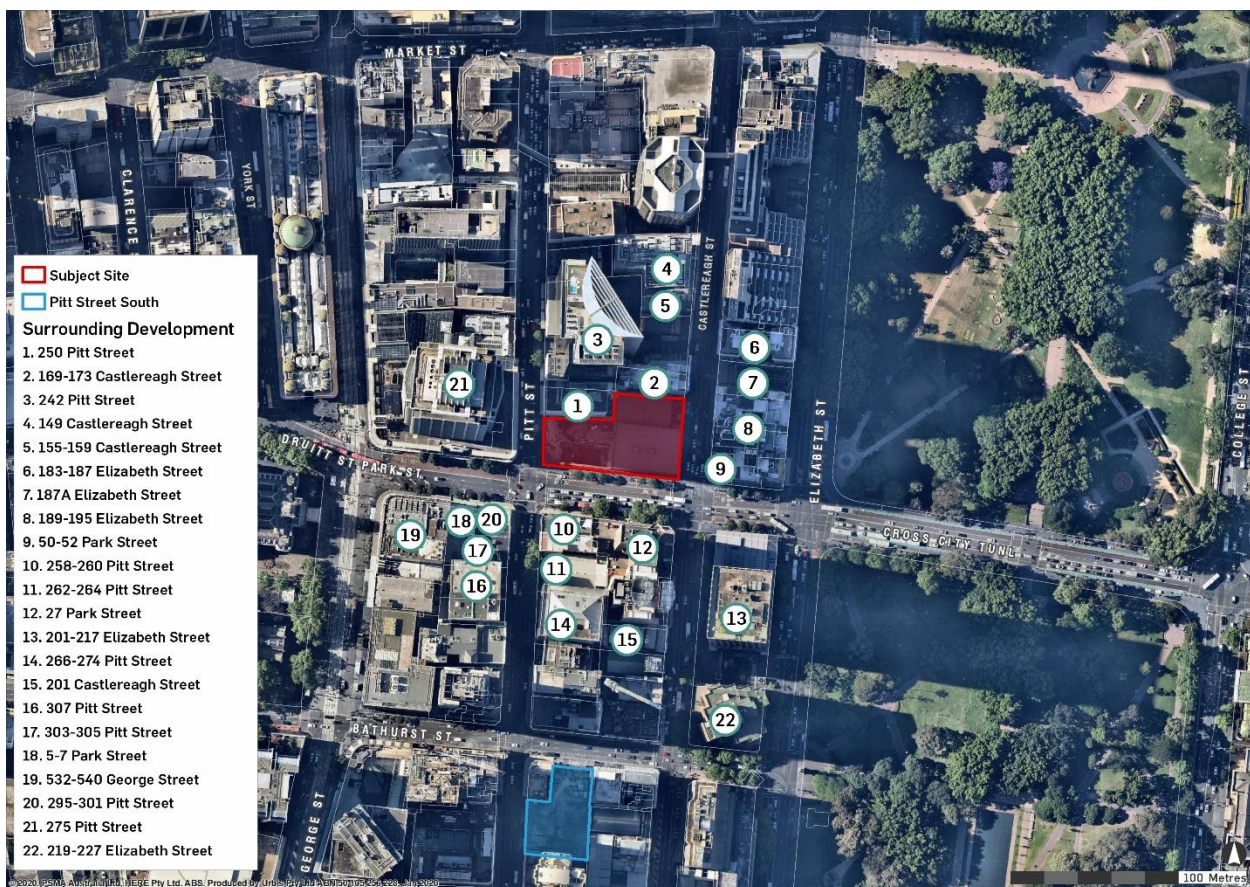 MARKET ST
CLARENCE S
YORK ST
4
5
CASTLEREAGH ST
3
6
21
2
7
1
PITT ST
8
9
ELIZABETH ST
COLLEGE ST
DRUITT ST PARK ST
CROSS CITY TUNL
18
20
10
19
12
17
11
16
13
14
15
22
BATHURST ST
GEORGE ST
Subject Site
Pitt Street South
Surrounding Development
1. 250 Pitt Street
2. 169-173 Castlereagh Street
3. 242 Pitt Street
4. 149 Castlereagh Street
5. 155-159 Castlereagh Street
6. 183-187 Elizabeth Street
7. 187A Elizabeth Street
8. 189-195 Elizabeth Street
9. 50-52 Park Street
10. 258-260 Pitt Street
11. 262-264 Pitt Street
12. 27 Park Street
13. 201-217 Elizabeth Street
14. 266-274 Pitt Street
15. 201 Castlereagh Street
16. 307 Pitt Street
17. 303-305 Pitt Street
18. 5-7 Park Street
19. 532-540 George Street
20. 295-301 Pitt Street
21. 275 Pitt Street
22. 219-227 Elizabeth Street
100 Metres